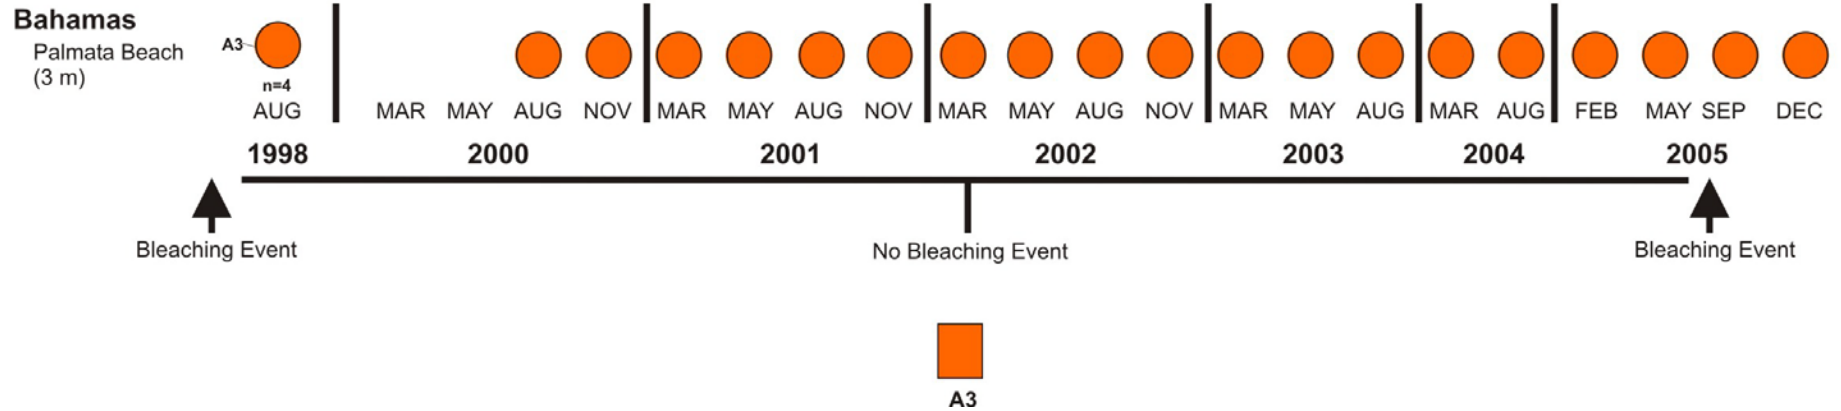 Bahamas
Palmata Beach
(3 m)
A3
n=4
AUG MAR MAY AUG NOV MAR MAY AUG NOV MAR MAY AUG NOV MAR MAY AUG MAR AUG FEB MAY SEP DEC
1998 2000 2001 2002 2003 2004 2005
Bleaching Event No Bleaching Event Bleaching Event
A3